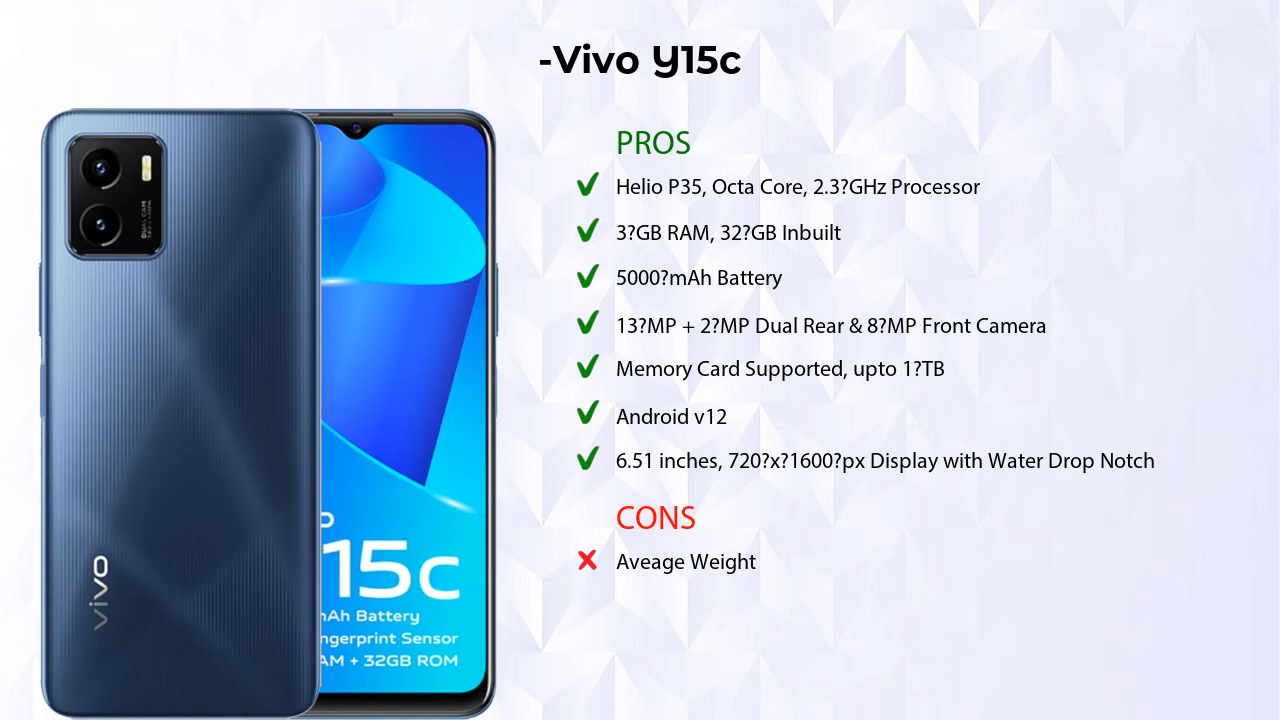 -Vivo Y15c
PROS
Helio P35, Octa Core, 2.3?GHz Processor
3?GB RAM, 32?GB Inbuilt
5000?mAh Battery
13?MP + 2?MP Dual Rear & 8?MP Front Camera
Memory Card Supported, upto 1?TB
Android v12
6.51 inches, 720?x?1600?px Display with Water Drop Notch
CONS
Aveage Weight
DUAL CAM
vivo
o
15c
mAh Battery
ngerprint Sensor
AM + 32GB ROM